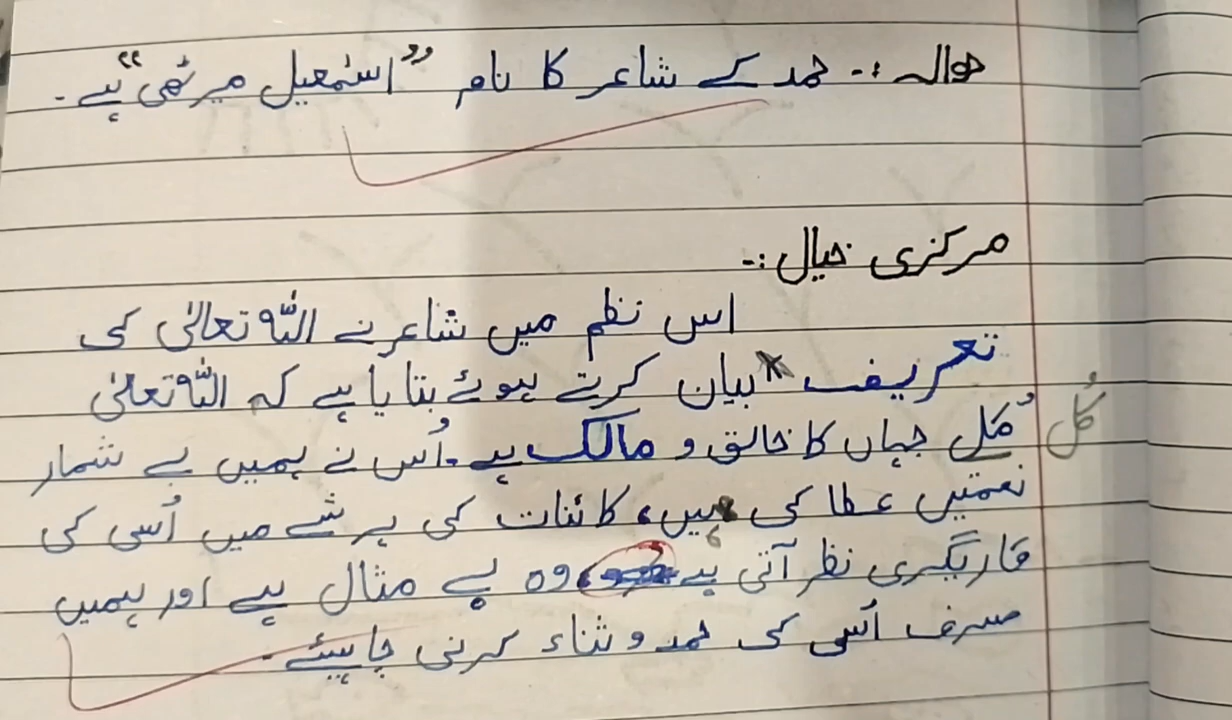 حوالہ :۔ حمد کے شاعر کا نام "اسمٰعیل میرٹھی" ہے۔
مرکزی خیال :۔
اس نظم میں شاعر نے اللہ تعالیٰ کی
تعریف بیان کرتے ہوئے بتایا ہے کہ اللہ تعالیٰ
کُل جہاں کا خالق و مالک ہے۔ اُس نے ہمیں بے شمار کُل
نعمتیں عطا کی ہیں، کائنات کی ہر شے میں اُسی کی
کاریگری نظر آتی ہے وہ بے مثال ہے اور ہمیں
صرف اُسی کی حمد و ثناء کرنی چاہیئے۔